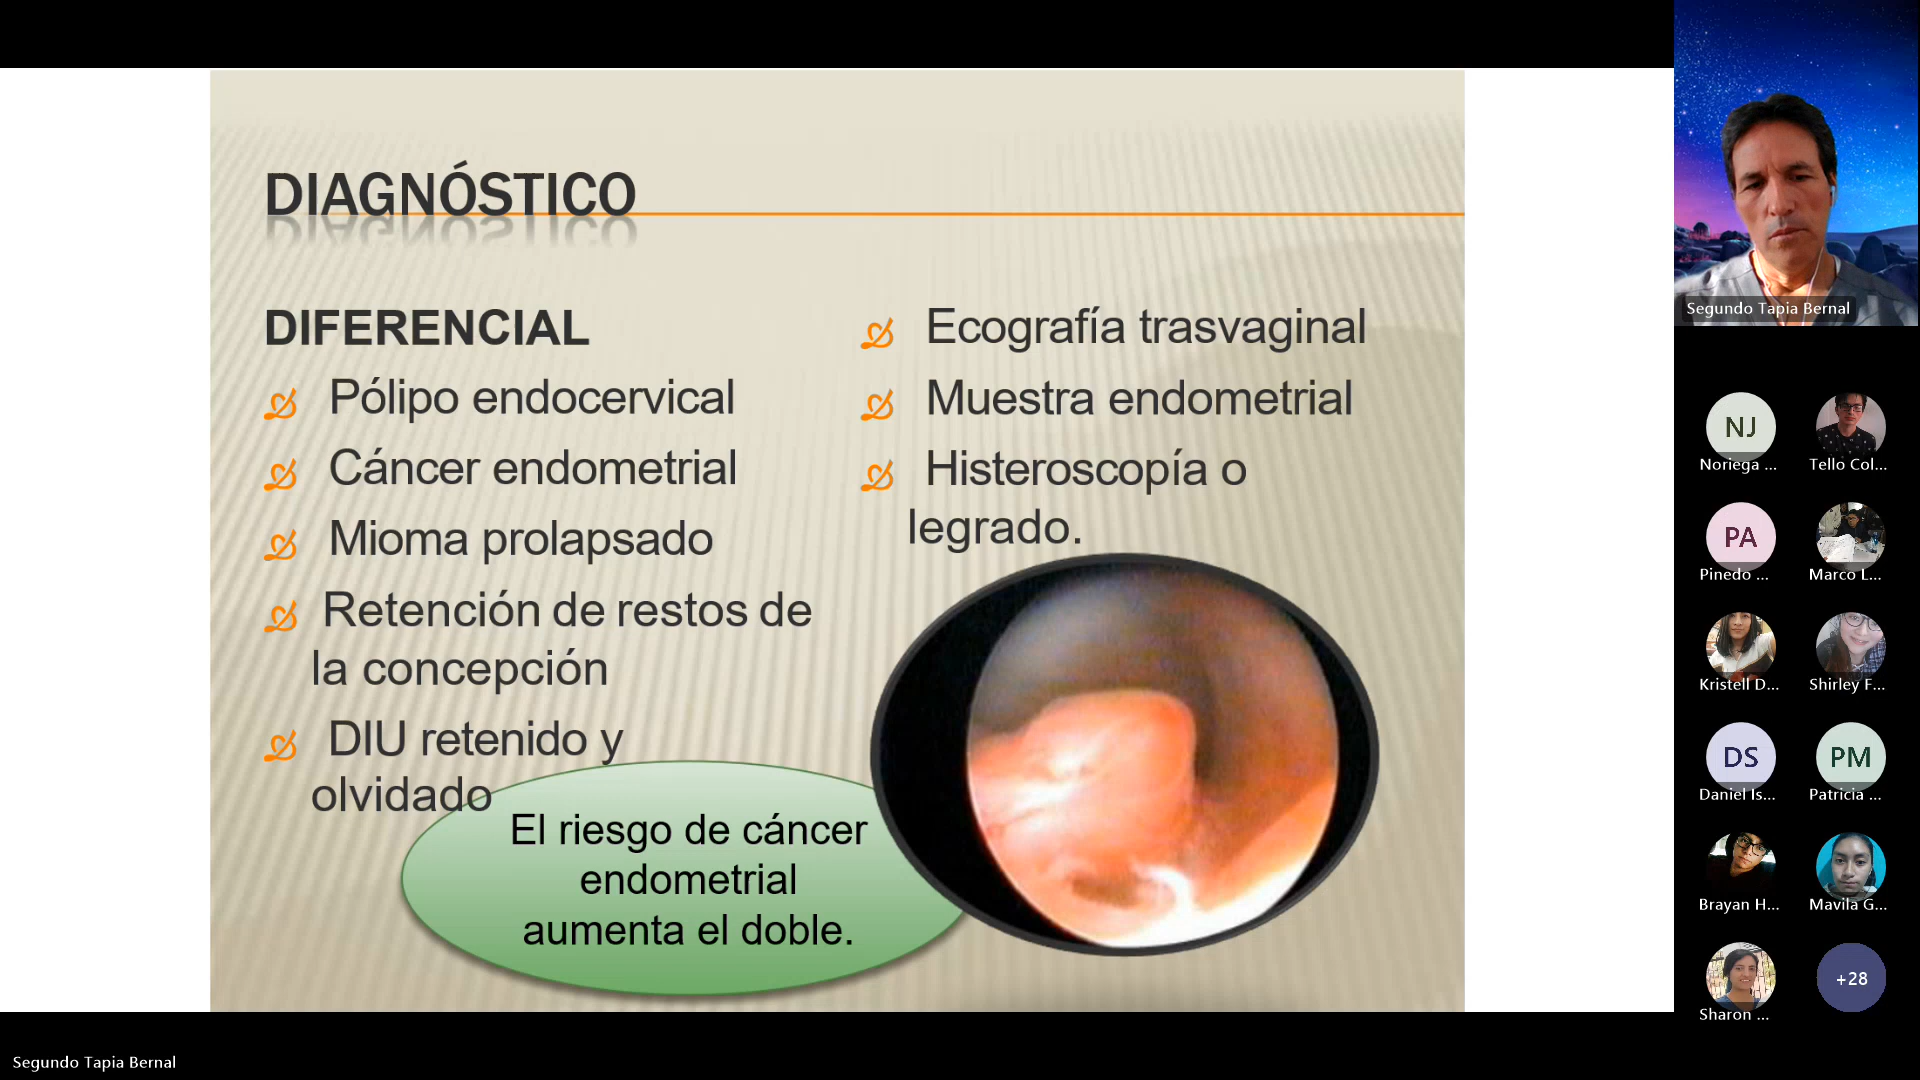 DIAGNÓSTICO
DIFERENCIAL
Pólipo endocervical
Cáncer endometrial
Mioma prolapsado
Retención de restos de
la concepción
DIU retenido y
olvidado
Ecografía trasvaginal
Muestra endometrial
Histeroscopía o
legrado.
El riesgo de cáncer
endometrial
aumenta el doble.
Segundo Tapia Bernal
NJ
Noriega ...
Tello Col...
PA
Pinedo ...
Marco L...
Kristell D...
Shirley F...
DS
Daniel Is...
PM
Patricia ...
Brayan H...
Mavila G...
Sharon ...
+28
Segundo Tapia Bernal